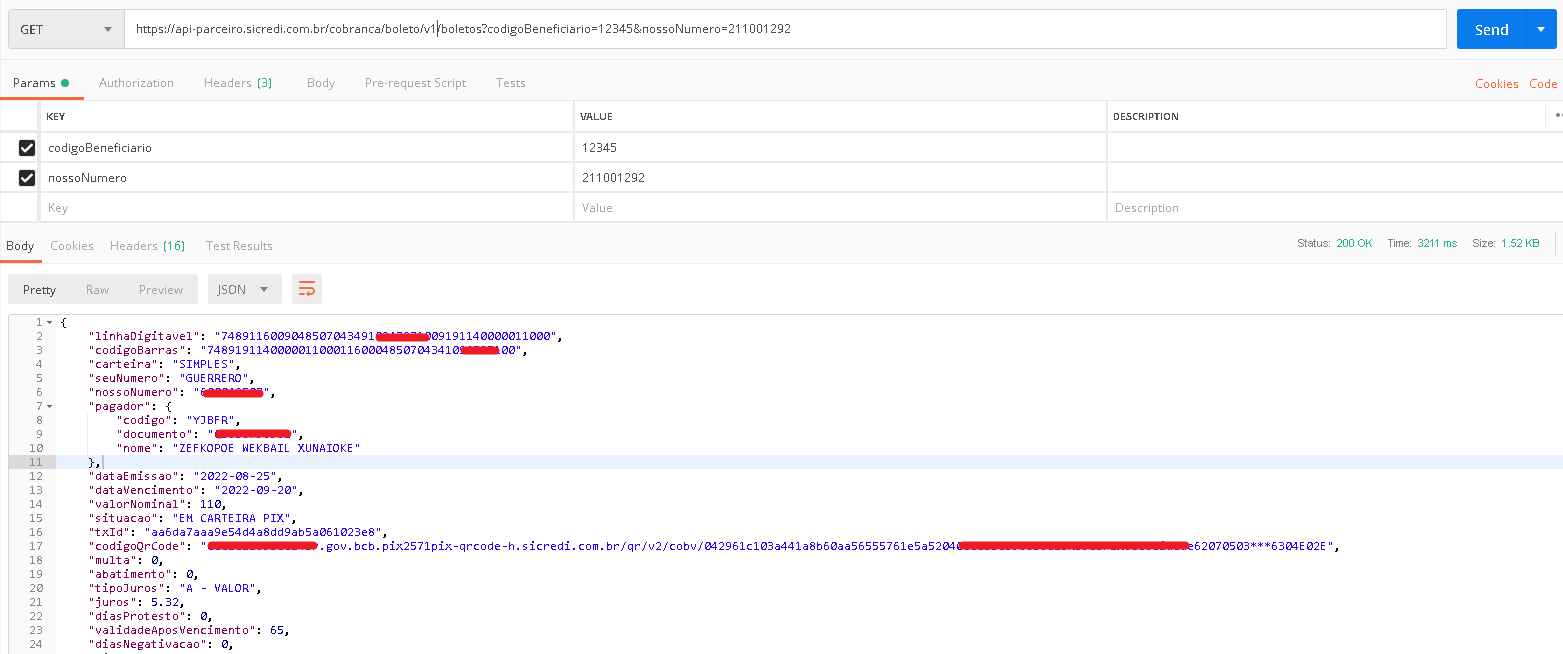 GET
https://api-parceiro.sicredi.com.br/cobranca/boleto/v1/boletos?codigoBeneficiario=12345&nossoNumero=211001292
Send
Params Authorization Headers (3) Body Pre-request Script Tests Cookies Code
KEY VALUE DESCRIPTION
codigoBeneficiario 12345
nossoNumero 211001292
Key Value Description
Body Cookies Headers (16) Test Results Status: 200 OK Time: 3211 ms Size: 1.52 KB
Pretty Raw Preview JSON
1 {
2 "linhaDigitavel": "74891160090485070434910 009191140000011000",
3 "codigoBarras": "7489191140000011000116000485070434109 00",
4 "carteira": "SIMPLES",
5 "seuNumero": "GUERRERO",
6 "nossoNumero": " ",
7 "pagador": {
8 "codigo": "YJBFR",
9 "documento": " ",
10 "nome": "ZEFKOPOE WEKBAIL XUNAIOKE"
11 },
12 "dataEmissao": "2022-08-25",
13 "dataVencimento": "2022-09-20",
14 "valorNominal": 110,
15 "situacao": "EM CARTEIRA PIX",
16 "txId": "aa6da7aaa9e54d4a8dd9ab5a061023e8",
17 "codigoQrCode": " .gov.bcb.pix2571pix-qrcode-h.sicredi.com.br/qr/v2/cobv/042961c103a441a8b60aa56555761e5a52040 e62070503***6304E02E",
18 "multa": 0,
19 "abatimento": 0,
20 "tipoJuros": "A - VALOR",
21 "juros": 5.32,
22 "diasProtesto": 0,
23 "validadeAposVencimento": 65,
24 "diasNegativacao": 0,